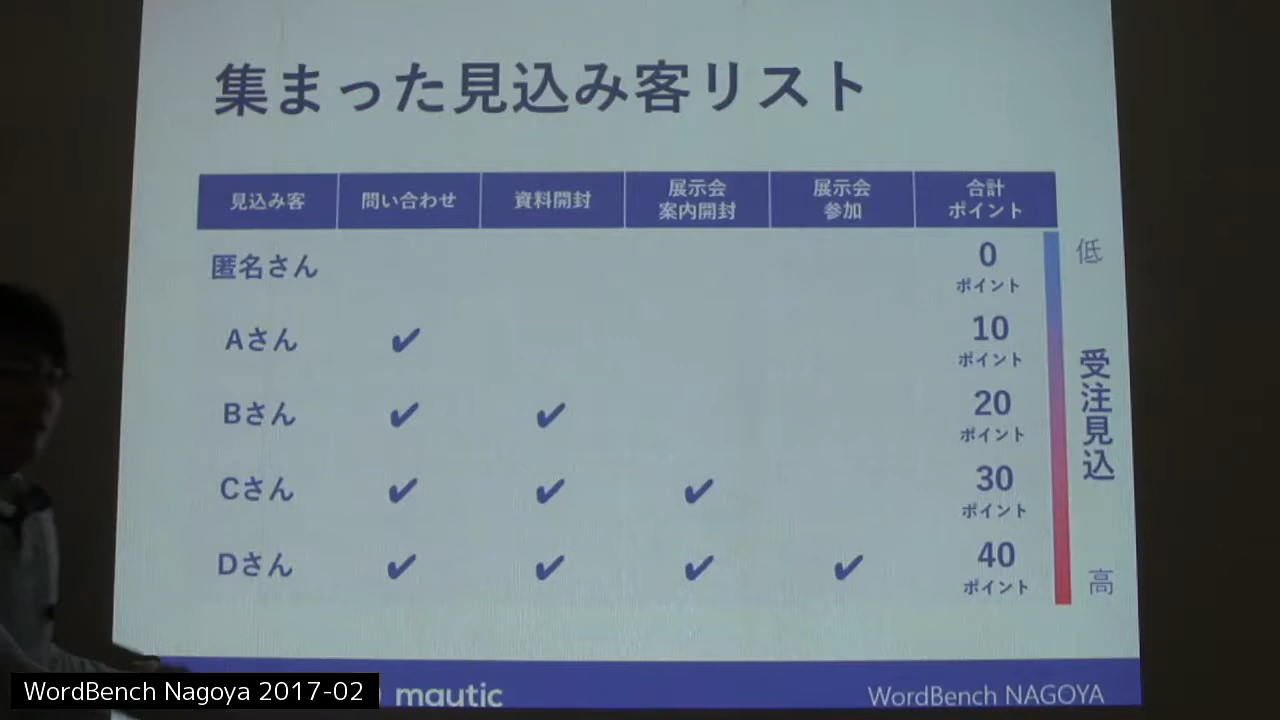 集まった見込み客リスト
見込み客 問い合わせ 資料開封 展示会 案内開封 展示会 参加 合計 ポイント
匿名さん 0 ポイント
低
Aさん ✔ 10 ポイント
Bさん ✔ ✔ 20 ポイント
受注見込
Cさん ✔ ✔ ✔ 30 ポイント
Dさん ✔ ✔ ✔ ✔ 40 ポイント
高
WordBench Nagoya 2017-02
mautic
WordBench NAGOYA